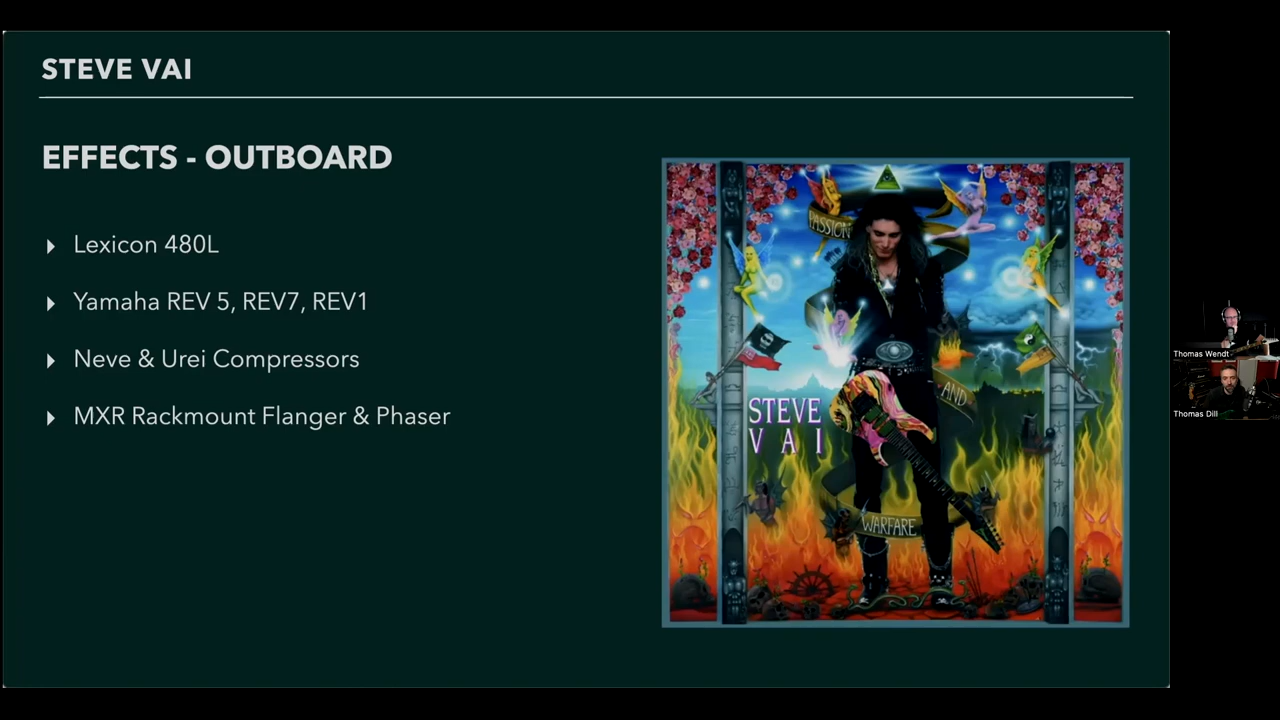 STEVE VAI
EFFECTS - OUTBOARD
Lexicon 480L
Yamaha REV 5, REV7, REV1
Neve & Urei Compressors
MXR Rackmount Flanger & Phaser
PASSION
AND
STEVE
VAI
WARFARE
Thomas Wendt
Thomas Dill